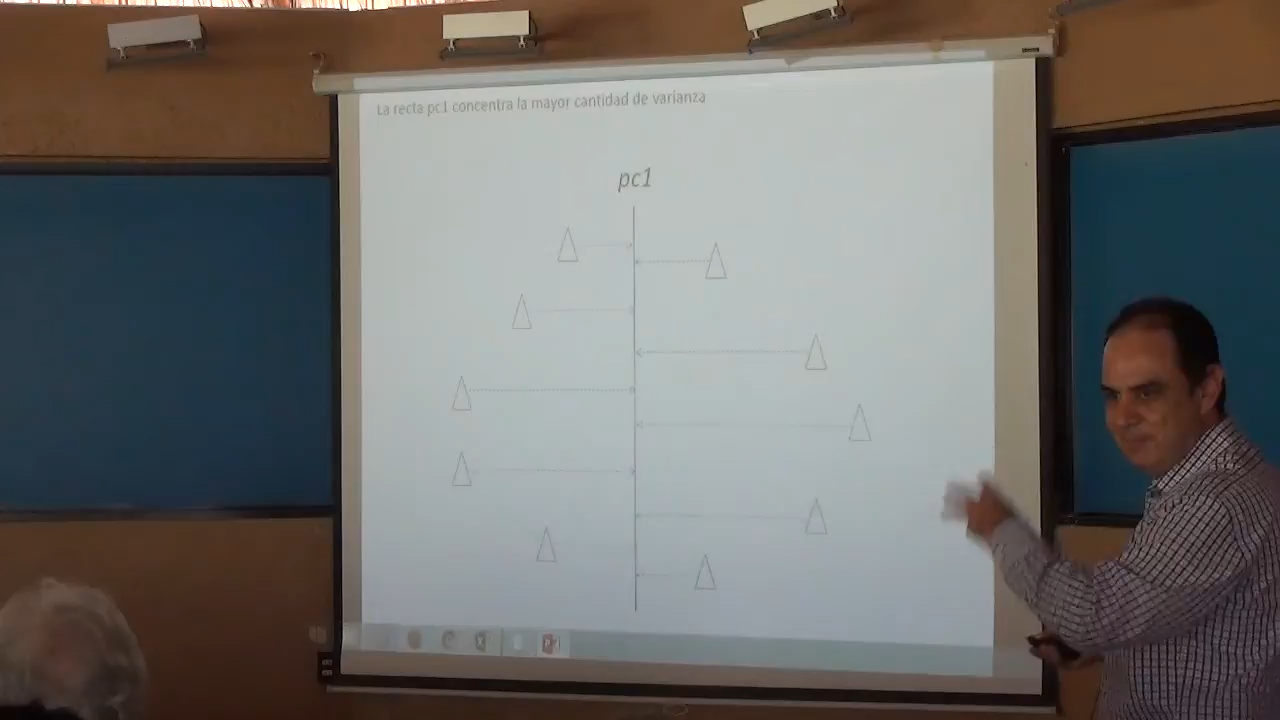 La recta pc1 concentra la mayor cantidad de varianza
pc1